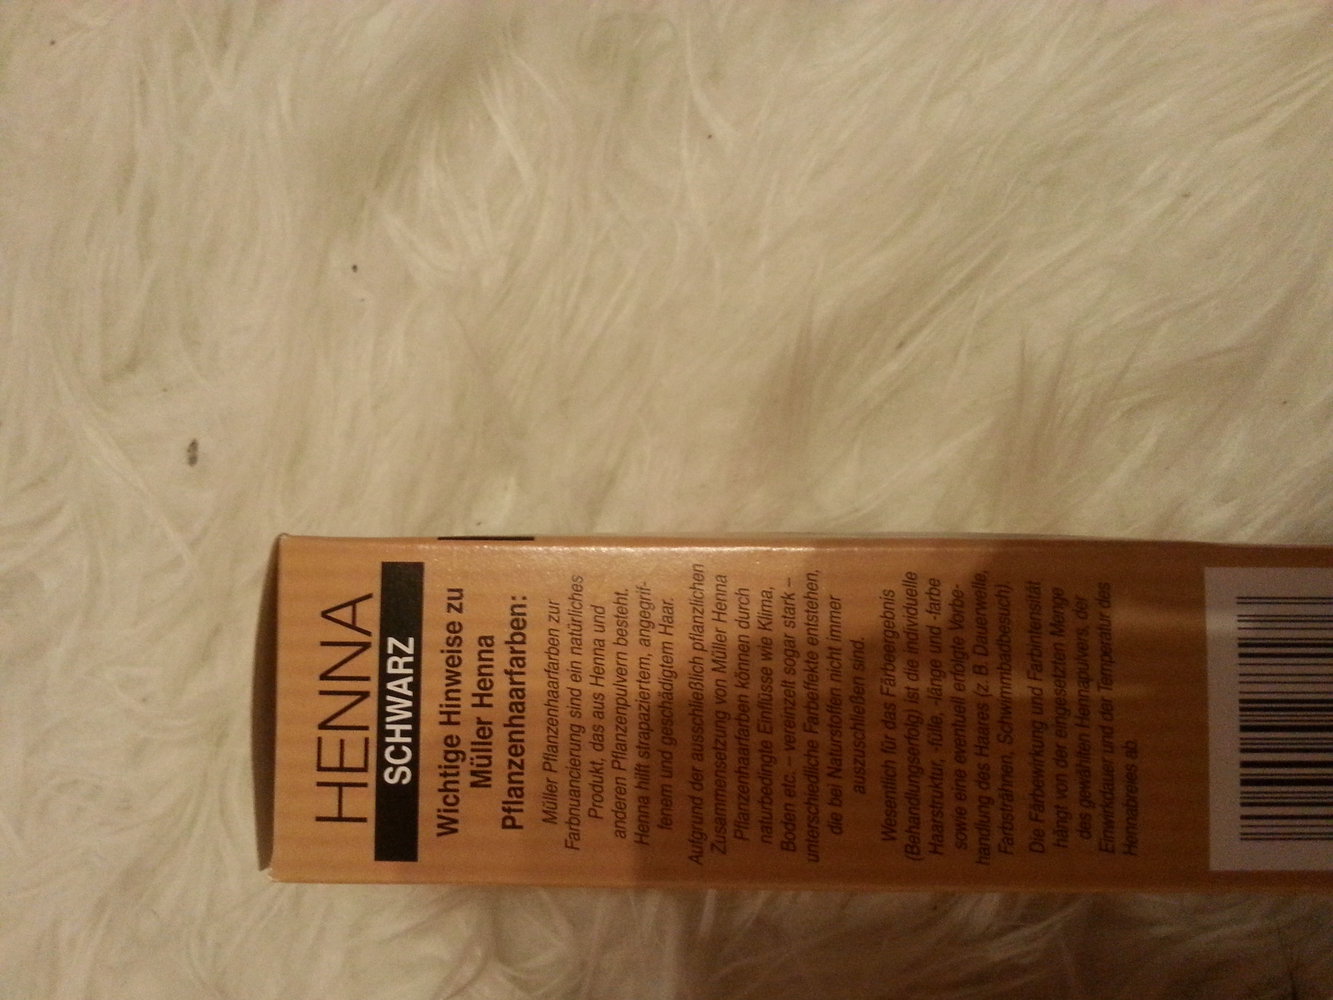 HENNA
SCHWARZ
Wichtige Hinweise zu
Müller Henna
Pflanzenhaarfarben:
Müller Pflanzenhaarfarben zur
Farbnuancierung sind ein natürliches
Produkt, das aus Henna und
anderen Pflanzenpulvern besteht.
Henna hilft strapaziertem, angegrif-
fenem und geschädigtem Haar.
Aufgrund der ausschließlich pflanzlichen
Zusammensetzung von Müller Henna
Pflanzenhaarfarben können durch
naturbedingte Einflüsse wie Klima,
Boden etc. – vereinzelt sogar stark –
unterschiedliche Farbeffekte entstehen,
die bei Naturstoffen nicht immer
auszuschließen sind.
Wesentlich für das Färbeergebnis
(Behandlungserfolg) ist die individuelle
Haarstruktur, -fülle, -länge und -farbe
sowie eine eventuell erfolgte Vorbe-
handlung des Haares (z. B. Dauerwelle,
Farbsträhnen, Schwimmbadbesuch).
Die Färbewirkung und Farbintensität
hängt von der eingesetzten Menge
des gewählten Hennapulvers, der
Einwirkdauer und der Temperatur des
Hennabreies ab